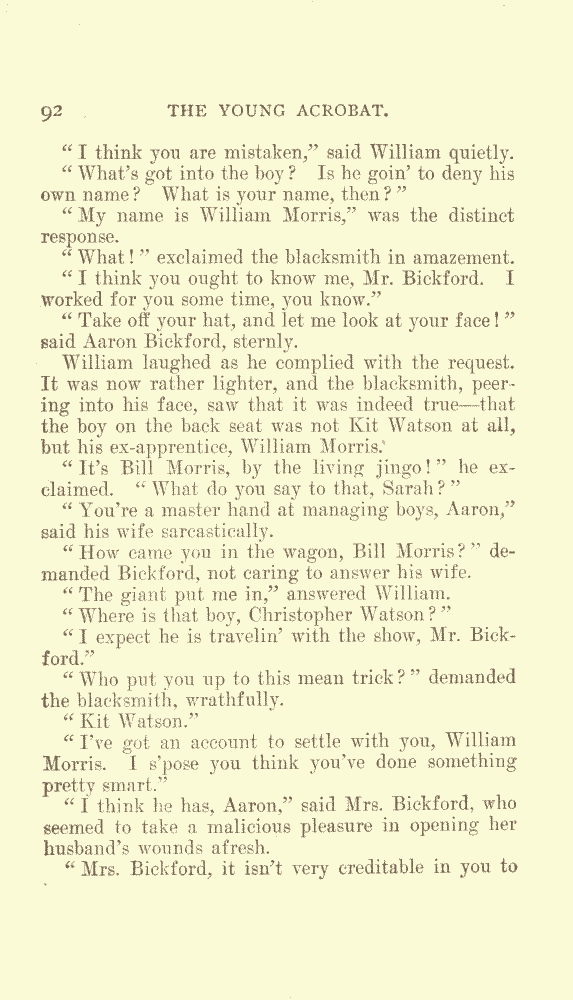 92 THE YOUNG ACROBAT.
“I think you are mistaken,” said William quietly.
“What's got into the boy? Is he goin' to deny his
own name? What is your name, then?”
“My name is William Morris,” was the distinct
response.
“What!” exclaimed the blacksmith in amazement.
“I think you ought to know me, Mr. Bickford. I
worked for you some time, you know.”
“Take off your hat, and let me look at your face!”
said Aaron Bickford, sternly.
William laughed as he complied with the request.
It was now rather lighter, and the blacksmith, peer-
ing into his face, saw that it was indeed true—that
the boy on the back seat was not Kit Watson at all,
but his ex-apprentice, William Morris.
“It's Bill Morris, by the living jingo!” he ex-
claimed. “What do you say to that, Sarah?”
“You're a master hand at managing boys, Aaron,”
said his wife sarcastically.
“How came you in the wagon, Bill Morris?” de-
manded Bickford, not caring to answer his wife.
“The giant put me in,” answered William.
“Where is that boy, Christopher Watson?”
“I expect he is travelin' with the show, Mr. Bick-
ford.”
“Who put you up to this mean trick?” demanded
the blacksmith, wrathfully.
“Kit Watson.”
“I've got an account to settle with you, William
Morris. I s'pose you think you've done something
pretty smart.”
“I think he has, Aaron,” said Mrs. Bickford, who
seemed to take a malicious pleasure in opening her
husband's wounds afresh.
“Mrs. Bickford, it isn't very creditable in you to